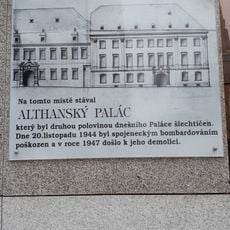 Na tomto místě stával
ALTHANSKÝ PALÁC
který byl druhou polovinou dnešního Paláce šlechtičen.
Dne 20.listopadu 1944 byl spojeneckým bombardováním
poškozen a v roce 1947 došlo k jeho demolici.